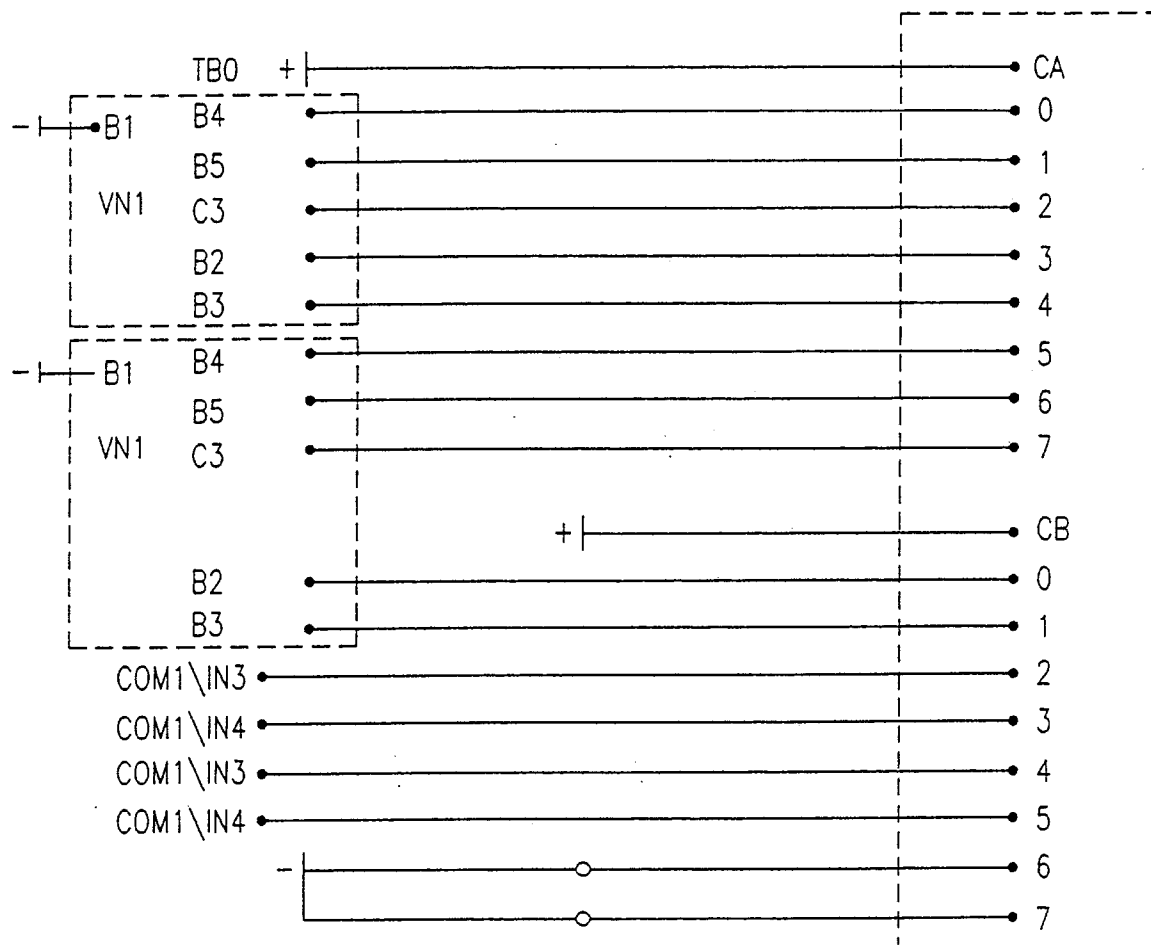 TB0 + CA
B4 0
- B1
B5 1
VN1 C3 2
B2 3
B3 4
B4 5
- B1
B5 6
VN1 C3 7
+ CB
B2 0
B3 1
COM1\IN3 2
COM1\IN4 3
COM1\IN3 4
COM1\IN4 5
- 6
7